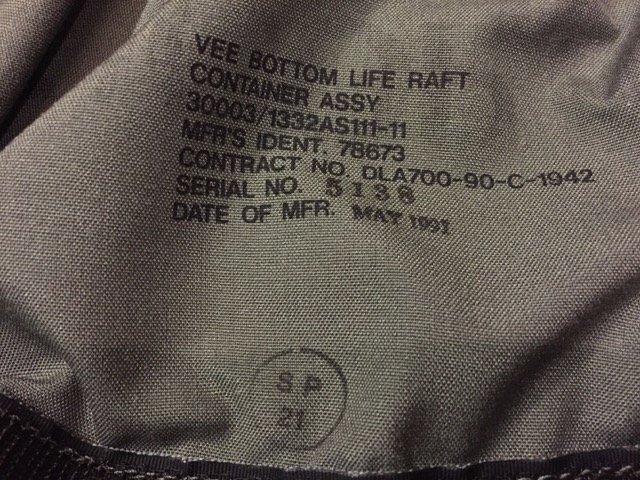 VEE BOTTOM LIFE RAFT
CONTAINER ASSY
30003/1332AS111-11
MFR'S IDENT. 78673
CONTRACT NO. DLA700-90-C-1942
SERIAL NO. 5138
DATE OF MFR. MAY 1991
SP
21